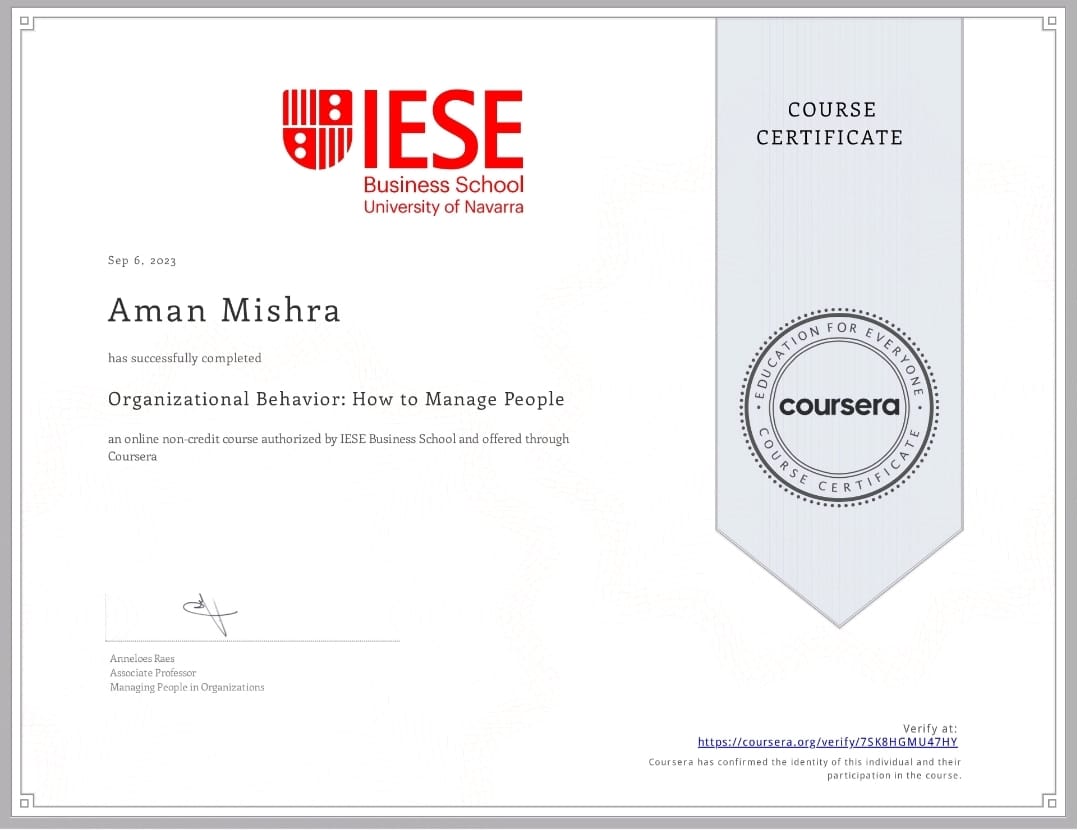 IESE
Business School
University of Navarra
COURSE
CERTIFICATE
Sep 6, 2023
Aman Mishra
has successfully completed
Organizational Behavior: How to Manage People
an online non-credit course authorized by IESE Business School and offered through
Coursera
EDUCATION FOR EVERYONE
coursera
COURSE CERTIFICATE
Anneloes Raes
Associate Professor
Managing People in Organizations
Verify at:
https://coursera.org/verify/7SK8HGMU47HY
Coursera has confirmed the identity of this individual and their
participation in the course.